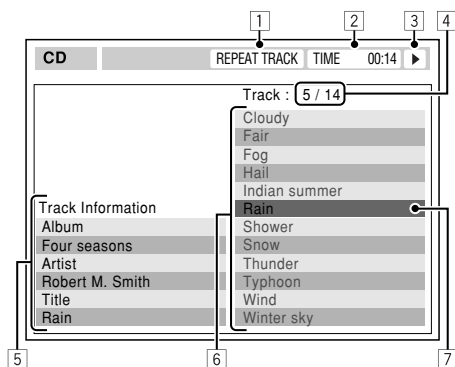 1 2 3 4
CD REPEAT TRACK TIME 00:14
Track : 5 / 14
Cloudy
Fair
Fog
Hail
Indian summer
Rain
Shower
Snow
Thunder
Typhoon
Wind
Winter sky
Track Information
Album
Four seasons
Artist
Robert M. Smith
Title
Rain
5 6 7